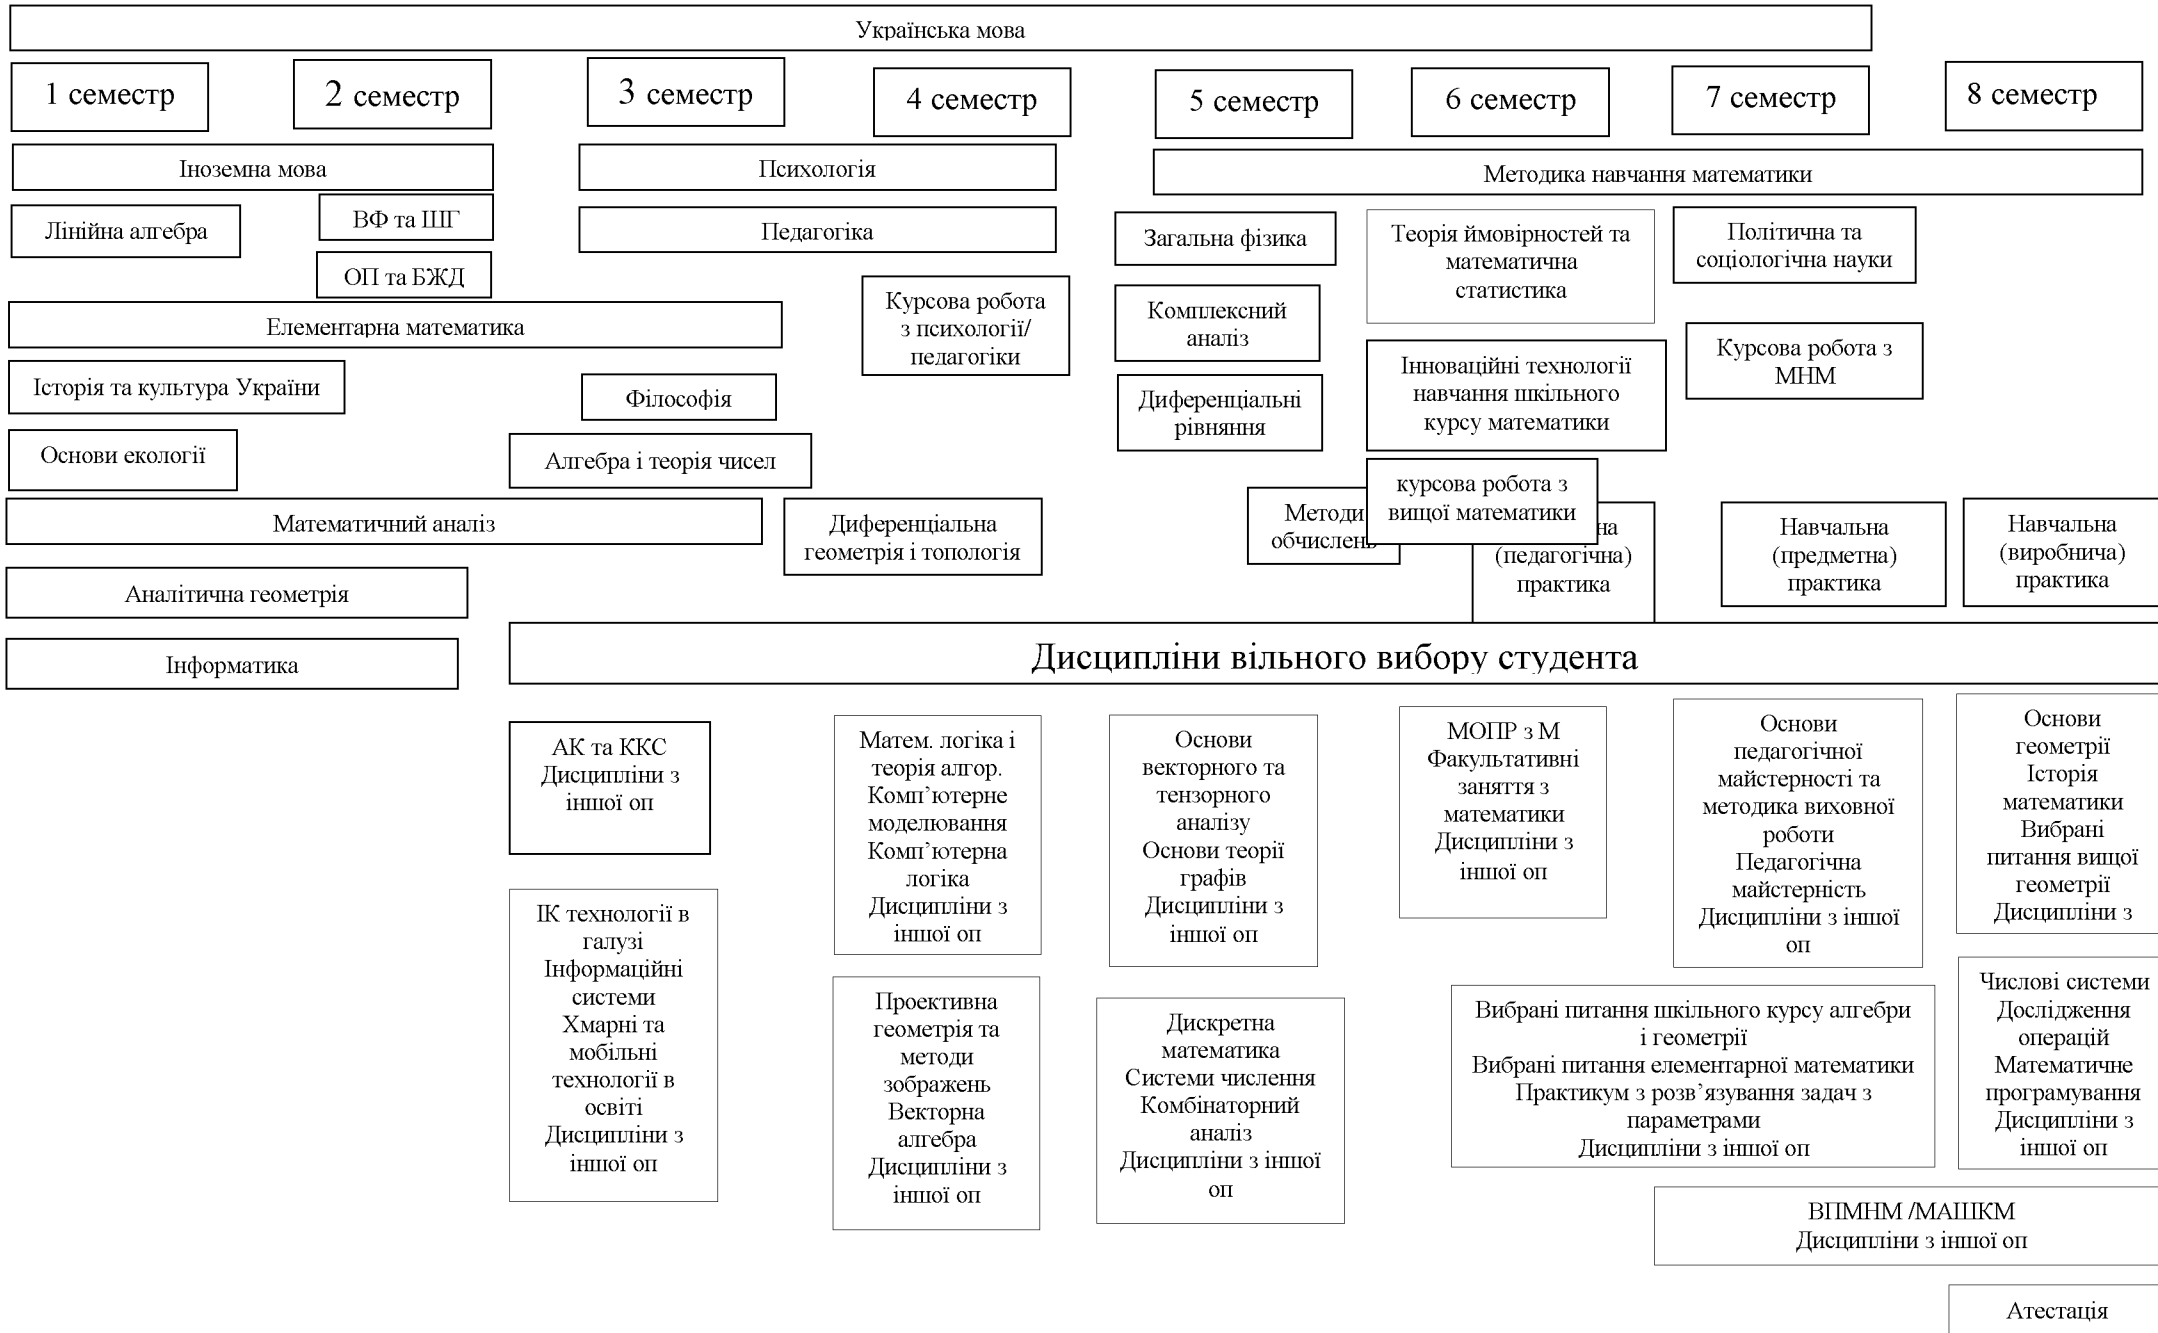 Українська мова
1 семестр
2 семестр
3 семестр
4 семестр
5 семестр
6 семестр
7 семестр
8 семестр
Іноземна мова
Психологія
Методика навчання математики
Лінійна алгебра
ВФ та ШГ
ОП та БЖД
Педагогіка
Загальна фізика
Теорія ймовірностей та
математична
статистика
Політична та
соціологічна науки
Елементарна математика
Курсова робота
з психології/
педагогіки
Комплексний
аналіз
Інноваційні технології
навчання шкільного
курсу математики
Курсова робота з
МНМ
Історія та культура України
Філософія
Диференціальні
рівняння
Основи екології
Алгебра і теорія чисел
Математичний аналіз
Диференціальна
геометрія і топологія
Методи
обчислень
курсова робота з
вищої математики
на
(педагогічна)
практика
Навчальна
(предметна)
практика
Навчальна
(виробнича)
практика
Аналітична геометрія
Інформатика
Дисципліни вільного вибору студента
АК та ККС
Дисципліни з
іншої оп
ІК технології в
галузі
Інформаційні
системи
Хмарні та
мобільні
технології в
освіті
Дисципліни з
іншої оп
Матем. логіка і
теорія алгор.
Комп’ютерне
моделювання
Комп’ютерна
логіка
Дисципліни з
іншої оп
Проективна
геометрія та
методи
зображень
Векторна
алгебра
Дисципліни з
іншої оп
Основи
векторного та
тензорного
аналізу
Основи теорії
графів
Дисципліни з
іншої оп
Дискретна
математика
Системи числення
Комбінаторний
аналіз
Дисципліни з іншої
оп
МОПР з М
Факультативні
заняття з
математики
Дисципліни з
іншої оп
Основи
педагогічної
майстерності та
методика виховної
роботи
Педагогічна
майстерність
Дисципліни з іншої
оп
Основи
геометрії
Історія
математики
Вибрані
питання вищої
геометрії
Дисципліни з
Вибрані питання шкільного курсу алгебри
і геометрії
Вибрані питання елементарної математики
Практикум з розв’язування задач з
параметрами
Дисципліни з іншої оп
Числові системи
Дослідження
операцій
Математичне
програмування
Дисципліни з
іншої оп
ВПМНМ /МАШКМ
Дисципліни з іншої оп
Атестація